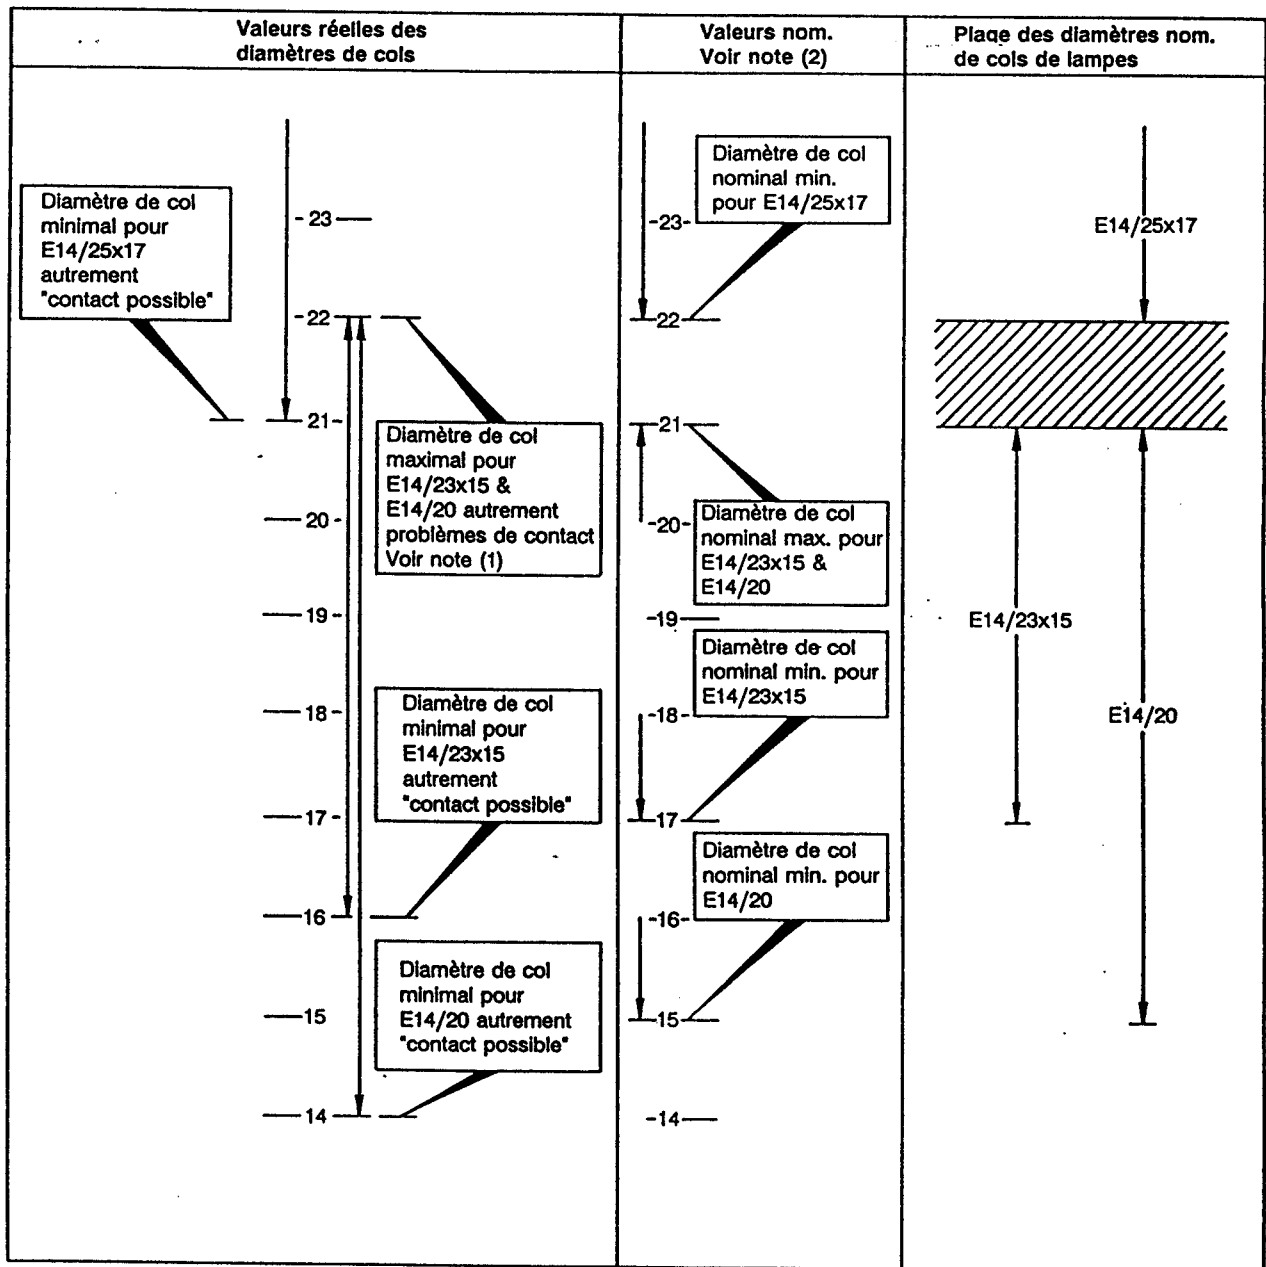 Valeurs réelles des
diamètres de cols
Valeurs nom.
Voir note (2)
Plage des diamètres nom.
de cols de lampes
Diamètre de col
minimal pour
E14/25x17
autrement
"contact possible"
23
22
21
20
19
18
17
16
15
14
Diamètre de col
maximal pour
E14/23x15 &
E14/20 autrement
problèmes de contact
Voir note (1)
Diamètre de col
minimal pour
E14/23x15
autrement
"contact possible"
Diamètre de col
minimal pour
E14/20 autrement
"contact possible"
Diamètre de col
nominal min.
pour E14/25x17
23
22
21
20
19
18
17
16
15
14
Diamètre de col
nominal max. pour
E14/23x15 &
E14/20
Diamètre de col
nominal min. pour
E14/23x15
Diamètre de col
nominal min. pour
E14/20
E14/25x17
E14/23x15
E14/20